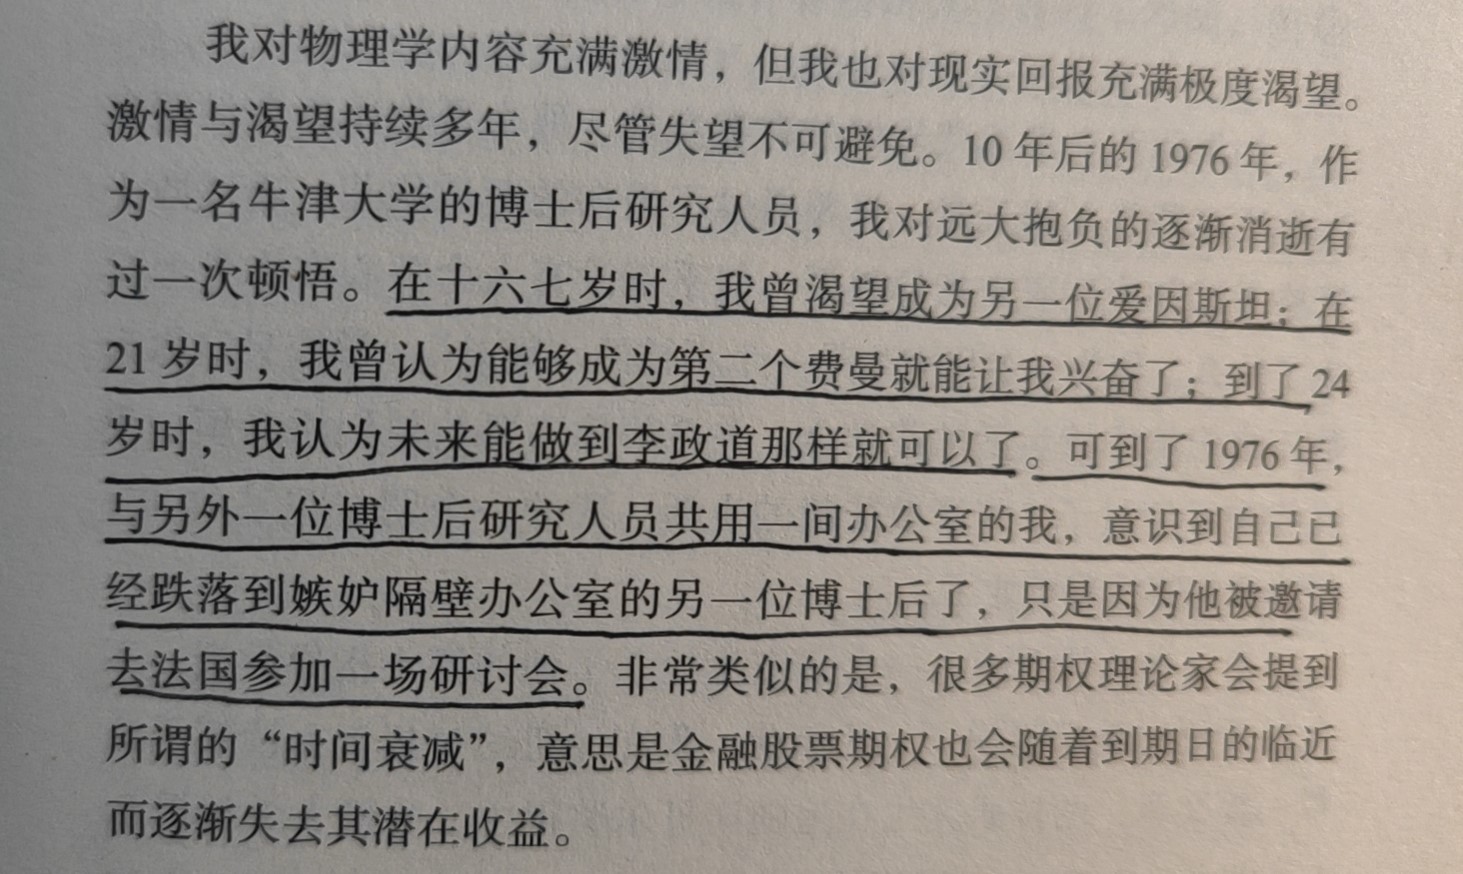 我对物理学内容充满激情，但我也对现实回报充满极度渴望。
激情与渴望持续多年，尽管失望不可避免。10 年后的 1976 年，作
为一名牛津大学的博士后研究人员，我对远大抱负的逐渐消逝有
过一次顿悟。在十六七岁时，我曾渴望成为另一位爱因斯坦；在
21 岁时，我曾认为能够成为第二个费曼就能让我兴奋了；到了 24
岁时，我认为未来能做到李政道那样就可以了。可到了 1976 年，
与另外一位博士后研究人员共用一间办公室的我，意识到自己已
经跌落到嫉妒隔壁办公室的另一位博士后了，只是因为他被邀请
去法国参加一场研讨会。非常类似的是，很多期权理论家会提到
所谓的“时间衰减”，意思是金融股票期权也会随着到期日的临近
而逐渐失去其潜在收益。